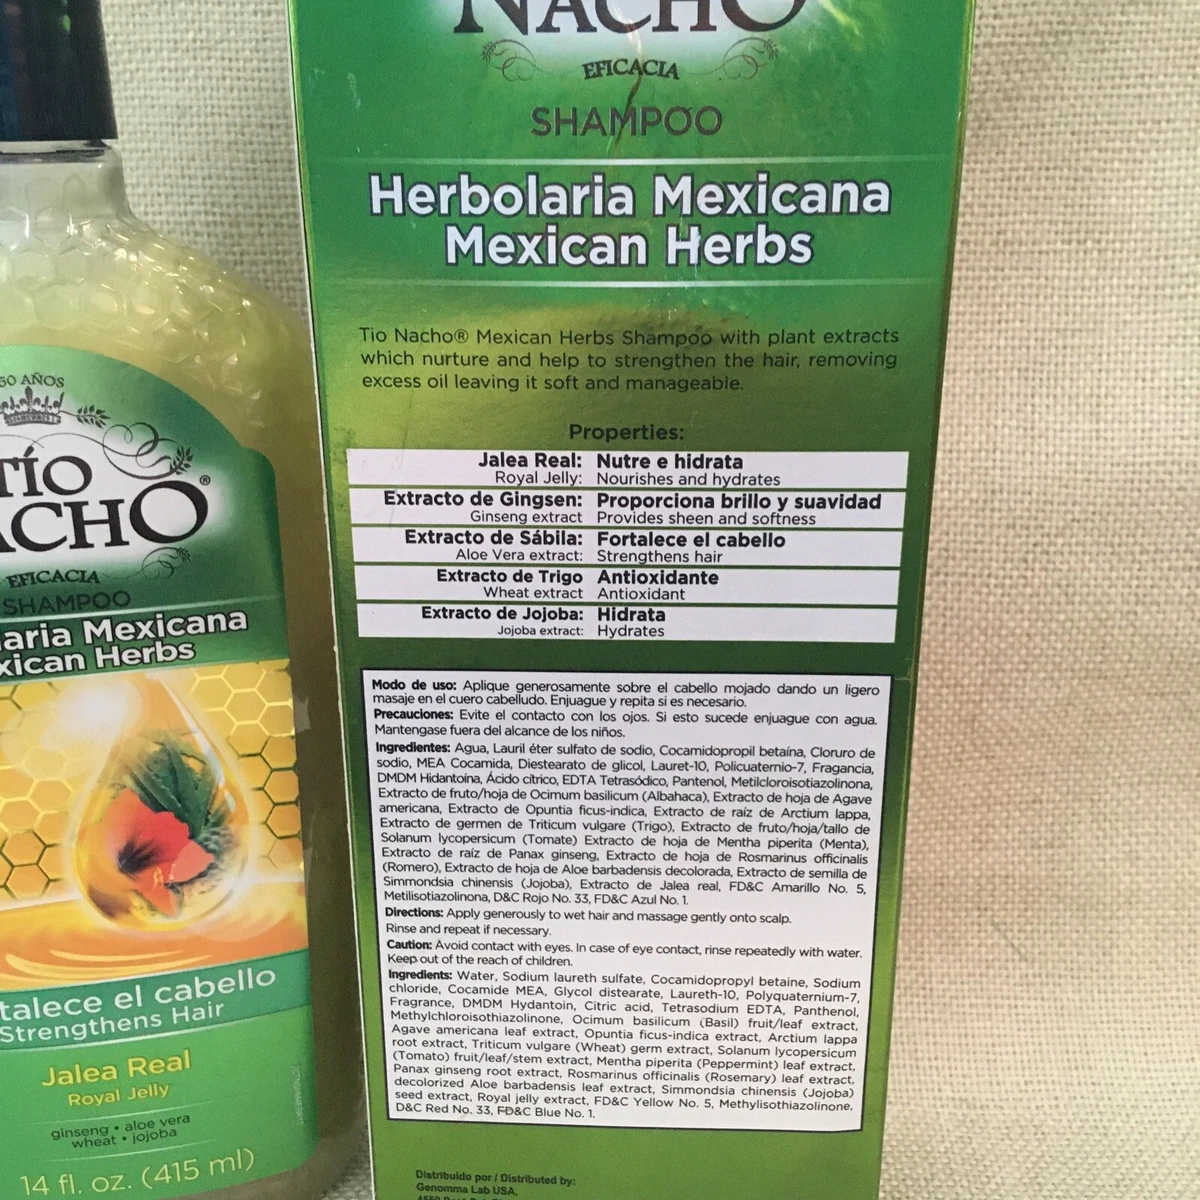 NACHO
EFICACIA
SHAMPOO
Herbolaria Mexicana
Mexican Herbs
Tio Nacho® Mexican Herbs Shampoo with plant extracts
which nurture and help to strengthen the hair, removing
excess oil leaving it soft and manageable.
Properties:
Jalea Real: Nutre e hidrata
Royal Jelly: Nourishes and hydrates
Extracto de Gingsen: Proporciona brillo y suavidad
Ginseng extract Provides sheen and softness
Extracto de Sábila: Fortalece el cabello
Aloe Vera extract: Strengthens hair
Extracto de Trigo Antioxidante
Wheat extract Antioxidant
Extracto de Jojoba: Hidrata
Jojoba extract: Hydrates
Modo de uso: Aplique generosamente sobre el cabello mojado dando un ligero
masaje en el cuero cabelludo. Enjuague y repita si es necesario.
Precauciones: Evite el contacto con los ojos. Si esto sucede enjuague con agua.
Mantengase fuera del alcance de los niños.
Ingredientes: Agua, Lauril éter sulfato de sodio, Cocamidopropil betaína, Cloruro de
sodio, MEA Cocamida, Diestearato de glicol, Lauret-10, Policuaternio-7, Fragancia,
DMDM Hidantoína, Ácido cítrico, EDTA Tetrasódico, Pantenol, Metilcloroisotiazolinona,
Extracto de fruto/hoja de Ocimum basilicum (Albahaca), Extracto de hoja de Agave
americana, Extracto de Opuntia ficus-indica, Extracto de raíz de Arctium lappa,
Extracto de germen de Triticum vulgare (Trigo), Extracto de fruto/hoja/tallo de
Solanum lycopersicum (Tomate) Extracto de hoja de Mentha piperita (Menta),
Extracto de raíz de Panax ginseng, Extracto de hoja de Rosmarinus officinalis
(Romero), Extracto de hoja de Aloe barbadensis decolorada, Extracto de semilla de
Simmondsia chinensis (Jojoba), Extracto de Jalea real, FD&C Amarillo No. 5,
Metilisotiazolinona, D&C Rojo No. 33, FD&C Azul No. 1.
Directions: Apply generously to wet hair and massage gently onto scalp.
Rinse and repeat if necessary.
Caution: Avoid contact with eyes. In case of eye contact, rinse repeatedly with water.
Keep out of the reach of children.
Ingredients: Water, Sodium laureth sulfate, Cocamidopropyl betaine, Sodium
chloride, Cocamide MEA, Glycol distearate, Laureth-10, Polyquaternium-7,
Fragrance, DMDM Hydantoin, Citric acid, Tetrasodium EDTA, Panthenol,
Methylchloroisothiazolinone, Ocimum basilicum (Basil) fruit/leaf extract,
Agave americana leaf extract, Opuntia ficus-indica extract, Arctium lappa
root extract, Triticum vulgare (Wheat) germ extract, Solanum lycopersicum
(Tomato) fruit/leaf/stem extract, Mentha piperita (Peppermint) leaf extract,
Panax ginseng root extract, Rosmarinus officinalis (Rosemary) leaf extract,
decolorized Aloe barbadensis leaf extract, Simmondsia chinensis (Jojoba)
seed extract, Royal jelly extract, FD&C Yellow No. 5, Methylisothiazolinone.
D&C Red No. 33, FD&C Blue No. 1.
Distribuido por / Distributed by:
Genomma Lab USA,
AÑOS
TÍO
ACHO®
EFICACIA
SHAMPOO
aria Mexicana
xican Herbs
talece el cabello
Strengthens Hair
Jalea Real
Royal Jelly
ginseng • aloe vera
wheat • jojoba
14 fl. oz. (415 ml)